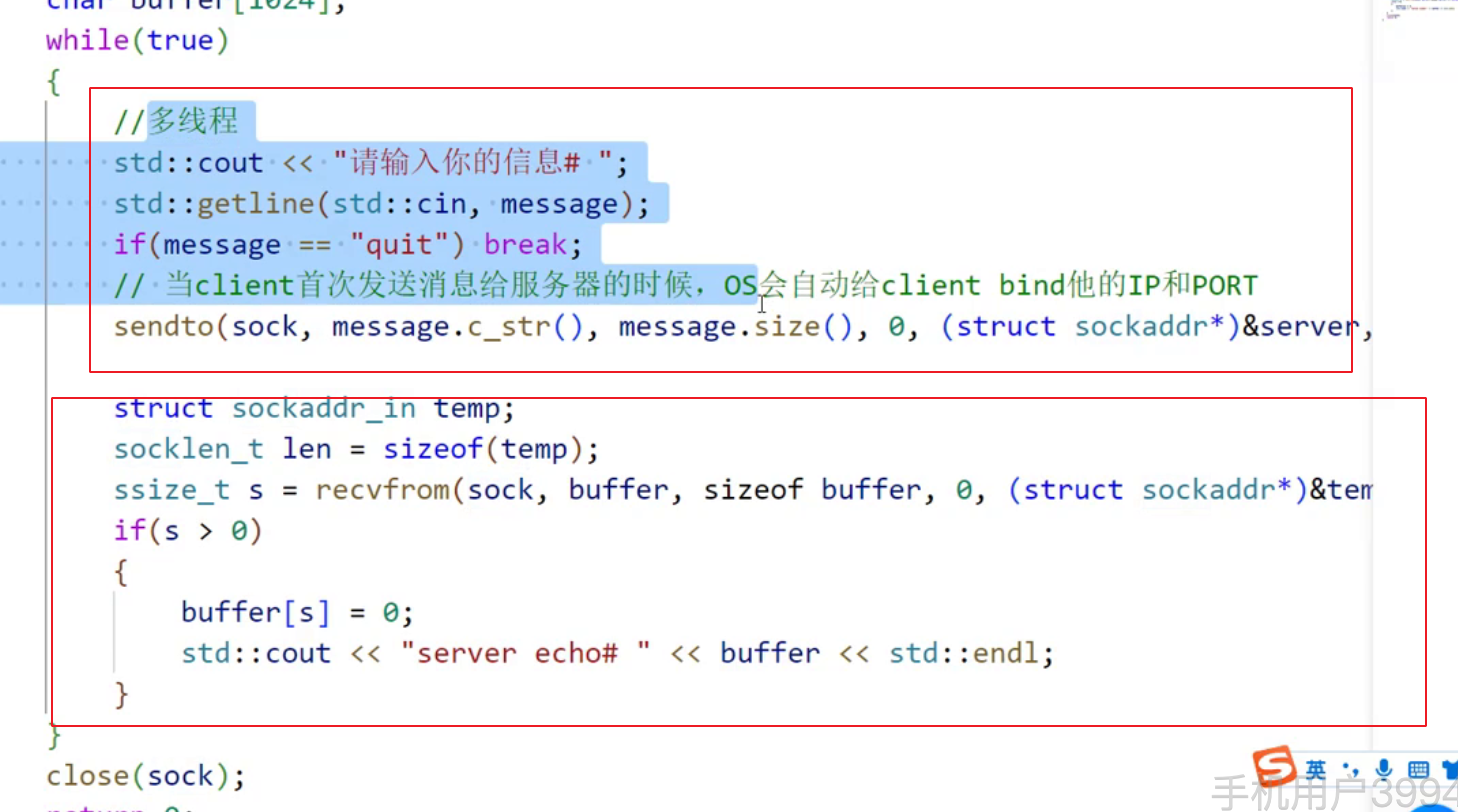 char buffer[1024];
while(true)
{
//多线程
std::cout << "请输入你的信息# ";
std::getline(std::cin, message);
if(message == "quit") break;
// 当client首次发送消息给服务器的时候，OS会自动给client bind他的IP和PORT
sendto(sock, message.c_str(), message.size(), 0, (struct sockaddr*)&server,
struct sockaddr_in temp;
socklen_t len = sizeof(temp);
ssize_t s = recvfrom(sock, buffer, sizeof buffer, 0, (struct sockaddr*)&tem
if(s > 0)
{
buffer[s] = 0;
std::cout << "server echo# " << buffer << std::endl;
}
}
close(sock);
return 0;
英
手机用户3994